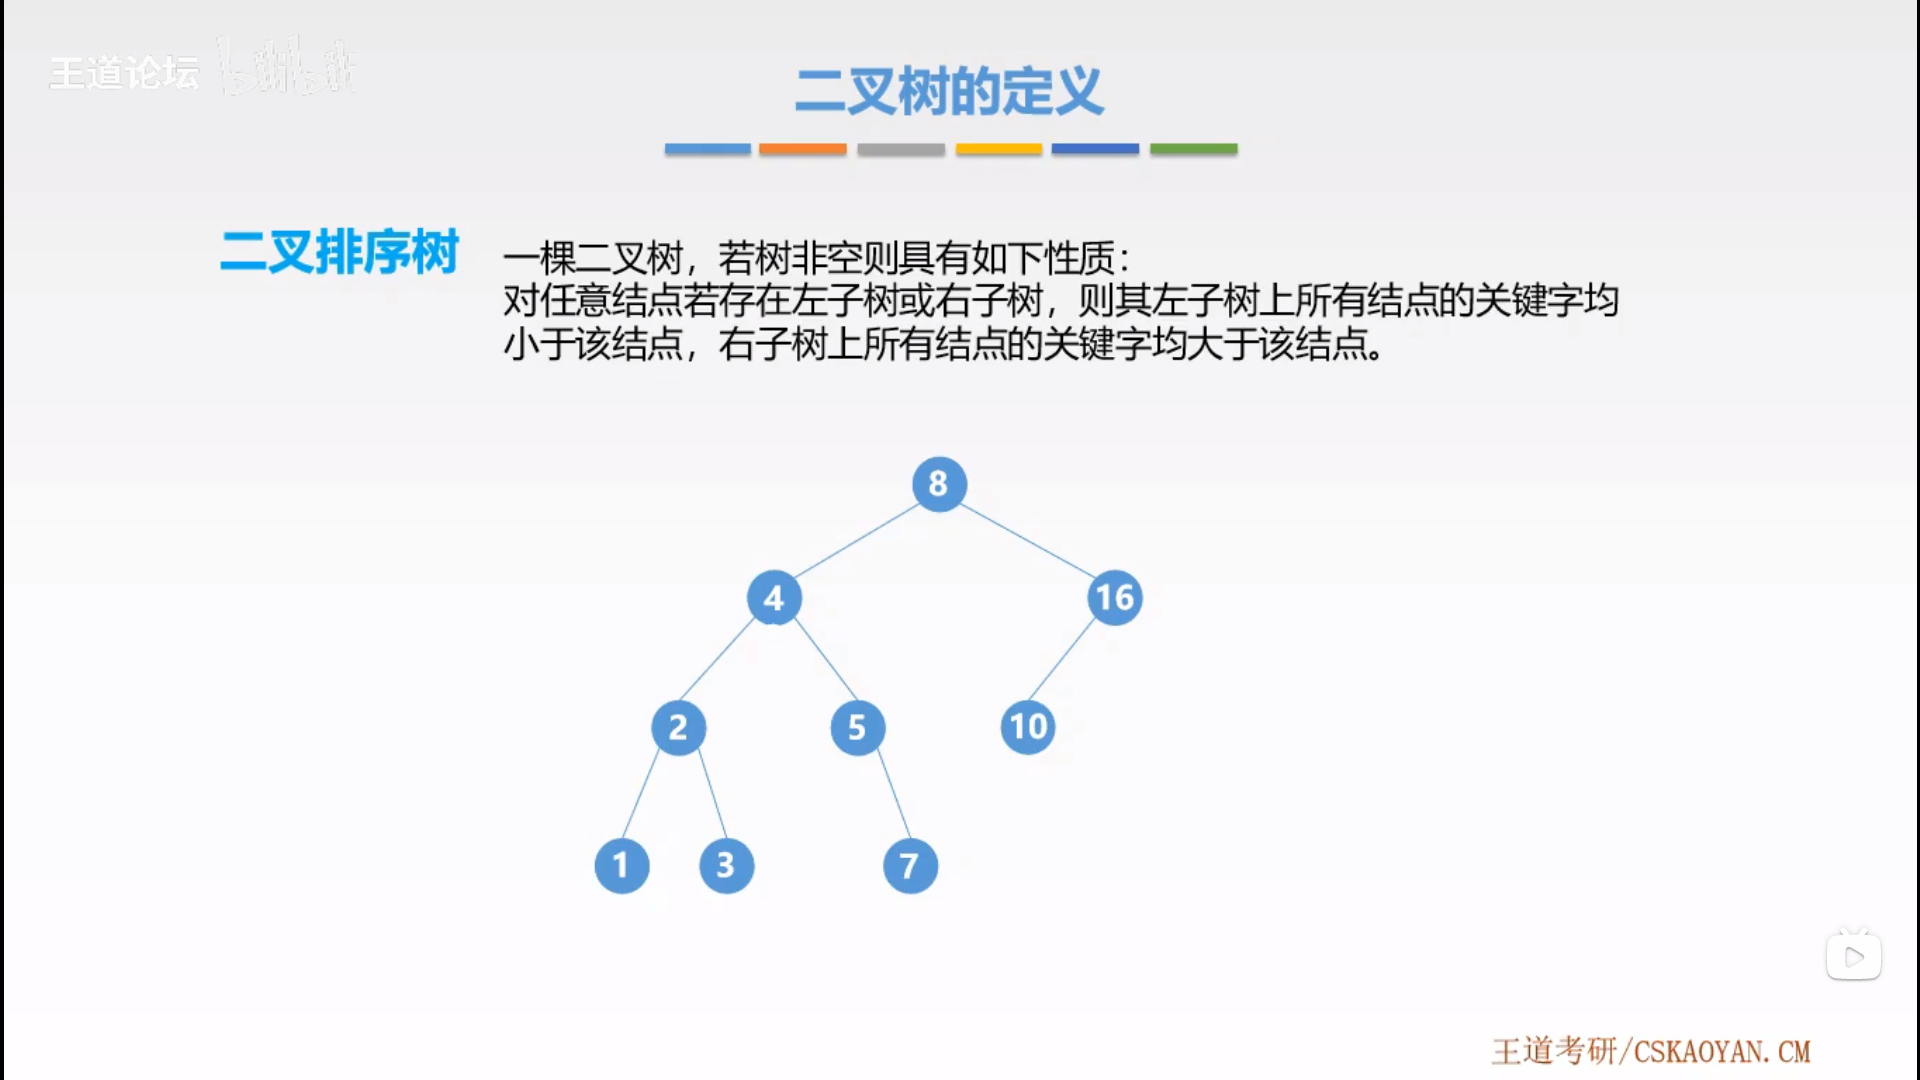 王道论坛 bilibili
二叉树的定义
二叉排序树
一棵二叉树，若树非空则具有如下性质：
对任意结点若存在左子树或右子树，则其左子树上所有结点的关键字均
小于该结点，右子树上所有结点的关键字均大于该结点。
8
4 16
2 5 10
1 3 7
王道考研/CSKAOYAN.CM